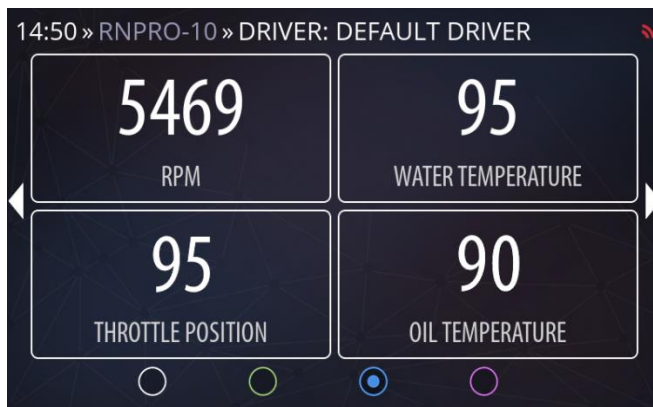 14:50 » RNPRO-10 » DRIVER: DEFAULT DRIVER
5469
RPM
95
WATER TEMPERATURE
95
THROTTLE POSITION
90
OIL TEMPERATURE